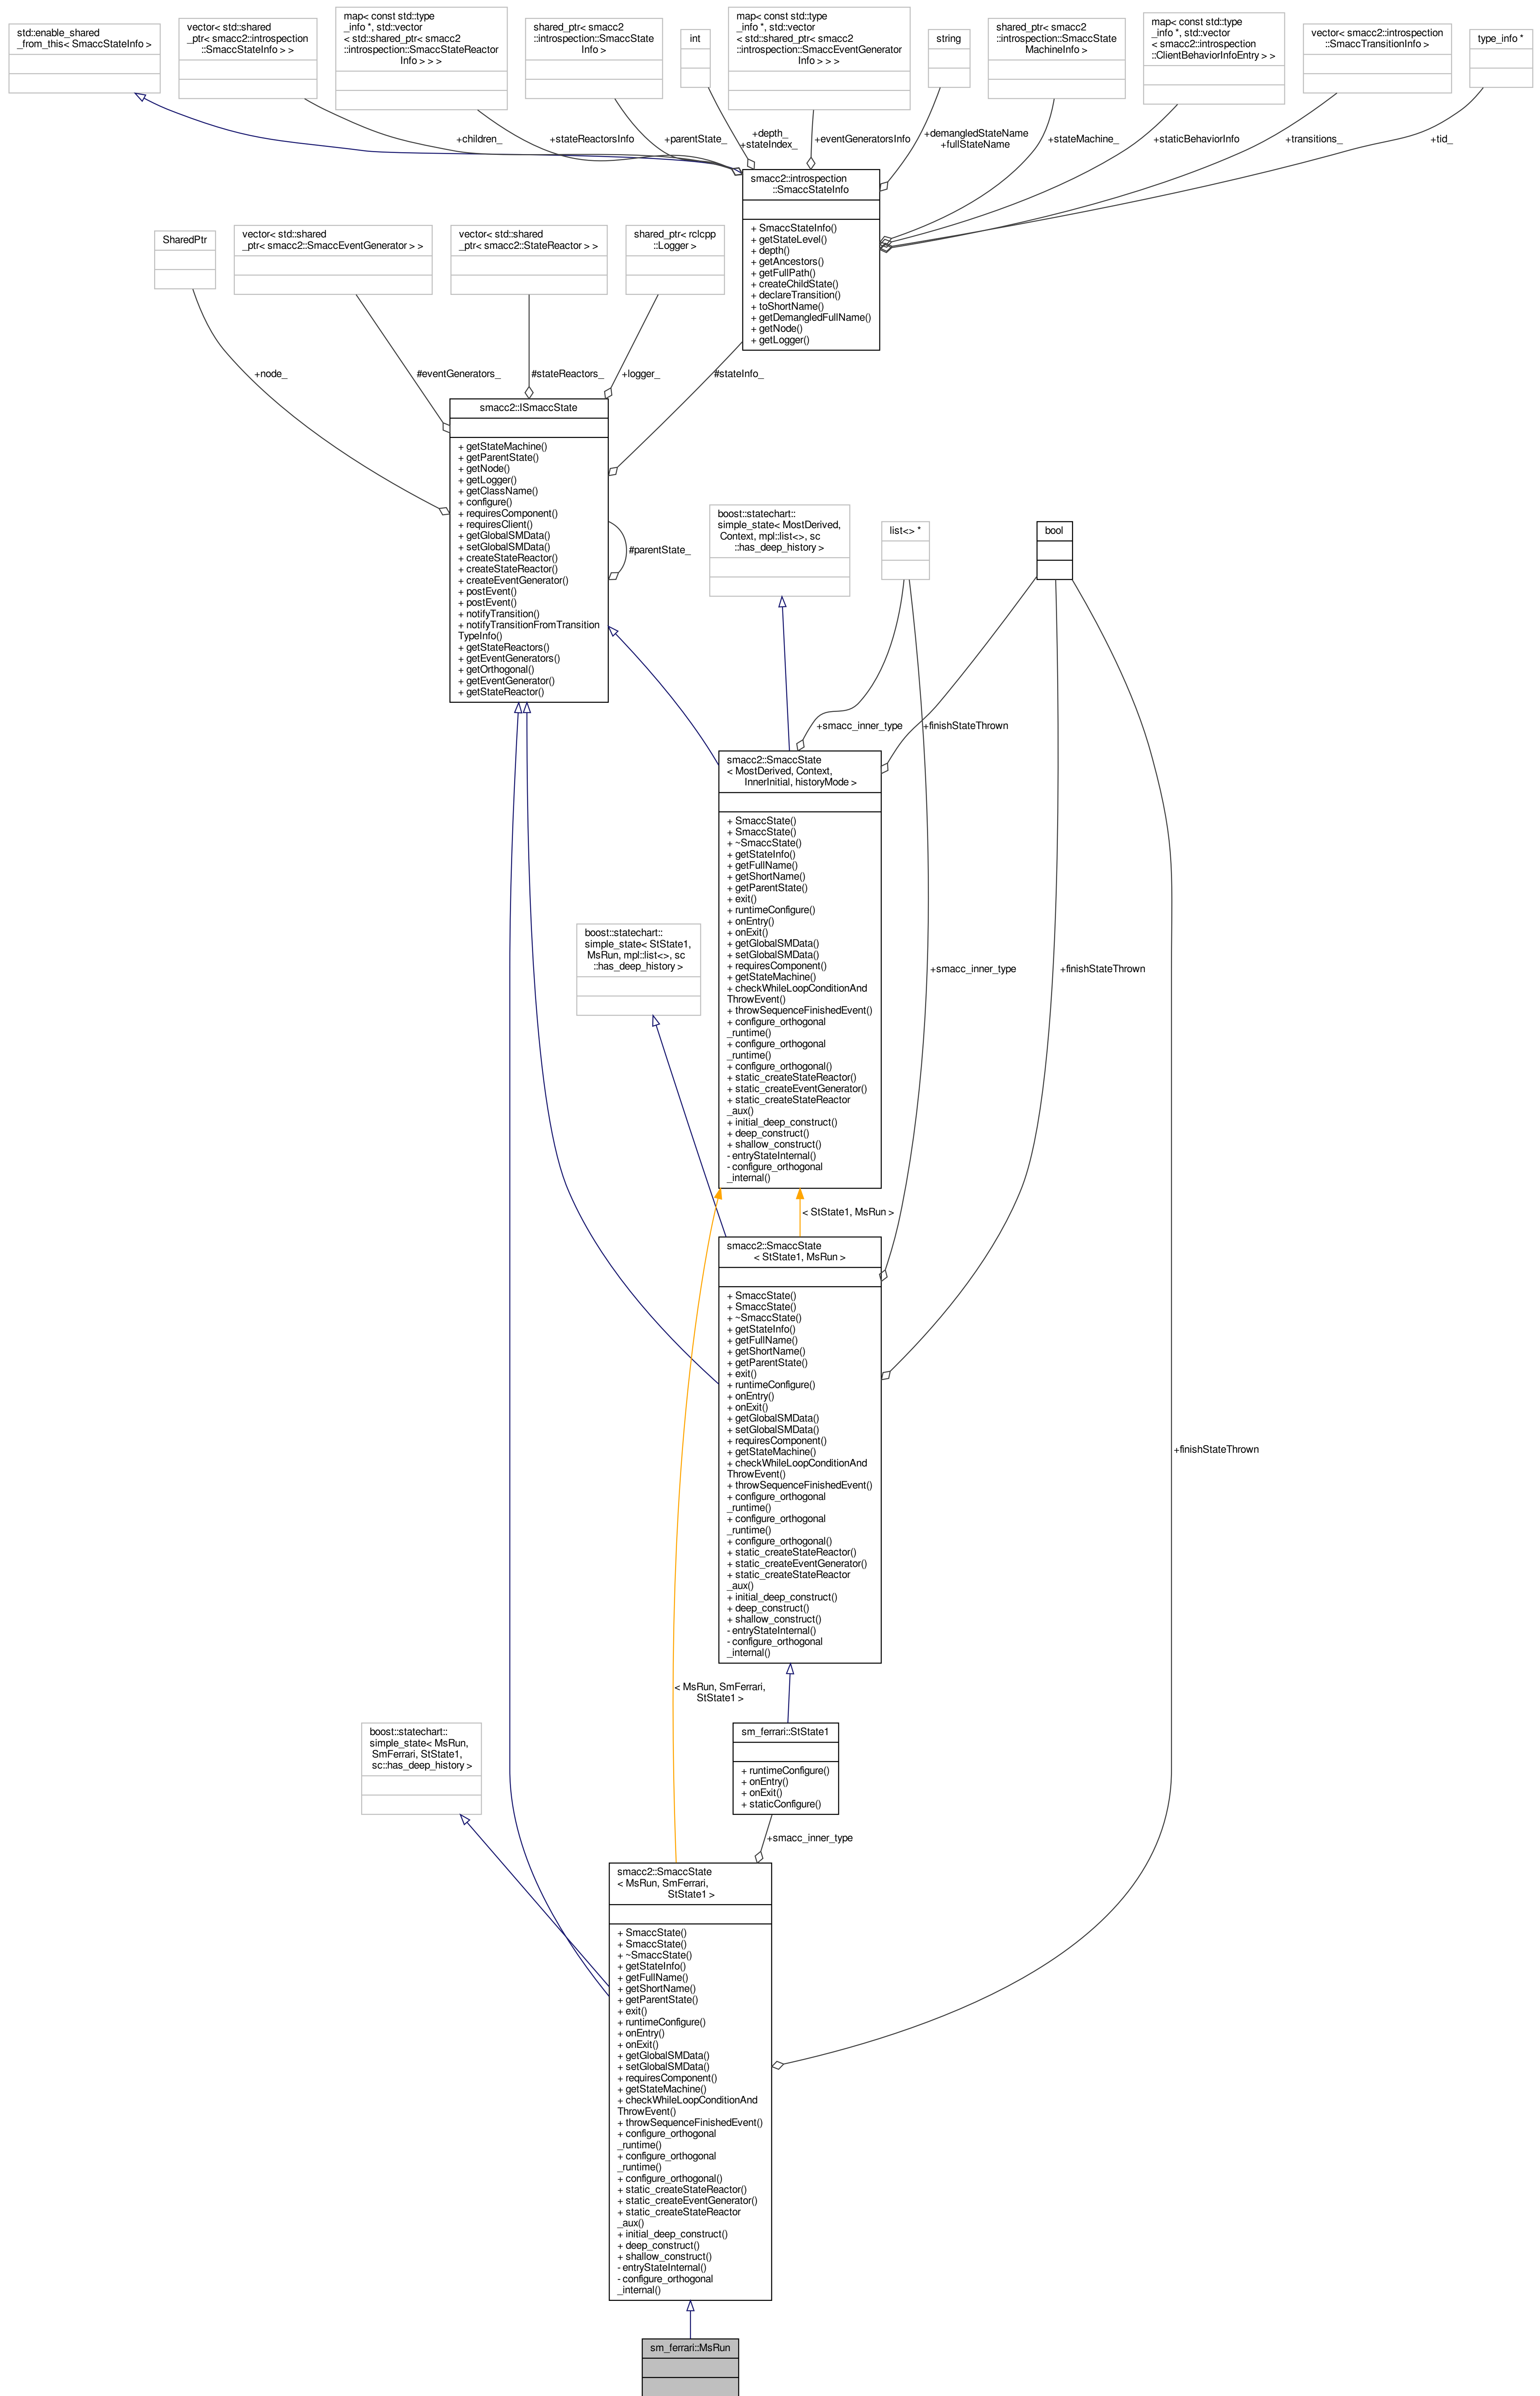 std::enable_shared
_from_this< SmaccStateInfo >
vector< std::shared
_ptr< smacc2::introspection
::SmaccStateInfo > >
map< const std::type
_info *, std::vector
< std::shared_ptr< smacc2
::introspection::SmaccStateReactor
Info > > >
shared_ptr< smacc2
::introspection::SmaccState
Info >
int
map< const std::type
_info *, std::vector
< std::shared_ptr< smacc2
::introspection::SmaccEventGenerator
Info > > >
string
shared_ptr< smacc2
::introspection::SmaccState
MachineInfo >
map< const std::type
_info *, std::vector
< smacc2::introspection
::ClientBehaviorInfoEntry > >
vector< smacc2::introspection
::SmaccTransitionInfo >
type_info *
+children_
+stateReactorsInfo
+parentState_
+depth_
+stateIndex_
+eventGeneratorsInfo
+demangledStateName
+fullStateName
+stateMachine_
+staticBehaviorInfo
+transitions_
+tid_
smacc2::introspection
::SmaccStateInfo
+ SmaccStateInfo()
+ getStateLevel()
+ depth()
+ getAncestors()
+ getFullPath()
+ createChildState()
+ declareTransition()
+ toShortName()
+ getDemangledFullName()
+ getNode()
+ getLogger()
SharedPtr
vector< std::shared
_ptr< smacc2::SmaccEventGenerator > >
vector< std::shared
_ptr< smacc2::StateReactor > >
shared_ptr< rclcpp
::Logger >
+node_
#eventGenerators_
#stateReactors_
+logger_
#stateInfo_
smacc2::ISmaccState
+ getStateMachine()
+ getParentState()
+ getNode()
+ getLogger()
+ getClassName()
+ configure()
+ requiresComponent()
+ requiresClient()
+ getGlobalSMData()
+ setGlobalSMData()
+ createStateReactor()
+ createStateReactor()
+ createEventGenerator()
+ postEvent()
+ postEvent()
+ notifyTransition()
+ notifyTransitionFromTransition
TypeInfo()
+ getStateReactors()
+ getEventGenerators()
+ getOrthogonal()
+ getEventGenerator()
+ getStateReactor()
#parentState_
boost::statechart::
simple_state< MostDerived,
Context, mpl::list<>, sc
::has_deep_history >
list<> *
bool
+smacc_inner_type
+finishStateThrown
smacc2::SmaccState
< MostDerived, Context,
InnerInitial, historyMode >
+ SmaccState()
+ SmaccState()
+ ~SmaccState()
+ getStateInfo()
+ getFullName()
+ getShortName()
+ getParentState()
+ exit()
+ runtimeConfigure()
+ onEntry()
+ onExit()
+ getGlobalSMData()
+ setGlobalSMData()
+ requiresComponent()
+ getStateMachine()
+ checkWhileLoopConditionAnd
ThrowEvent()
+ throwSequenceFinishedEvent()
+ configure_orthogonal
_runtime()
+ configure_orthogonal
_runtime()
+ configure_orthogonal()
+ static_createStateReactor()
+ static_createEventGenerator()
+ static_createStateReactor
_aux()
+ initial_deep_construct()
+ deep_construct()
+ shallow_construct()
- entryStateInternal()
- configure_orthogonal
_internal()
boost::statechart::
simple_state< StState1,
MsRun, mpl::list<>, sc
::has_deep_history >
+smacc_inner_type
+finishStateThrown
< StState1, MsRun >
smacc2::SmaccState
< StState1, MsRun >
+ SmaccState()
+ SmaccState()
+ ~SmaccState()
+ getStateInfo()
+ getFullName()
+ getShortName()
+ getParentState()
+ exit()
+ runtimeConfigure()
+ onEntry()
+ onExit()
+ getGlobalSMData()
+ setGlobalSMData()
+ requiresComponent()
+ getStateMachine()
+ checkWhileLoopConditionAnd
ThrowEvent()
+ throwSequenceFinishedEvent()
+ configure_orthogonal
_runtime()
+ configure_orthogonal
_runtime()
+ configure_orthogonal()
+ static_createStateReactor()
+ static_createEventGenerator()
+ static_createStateReactor
_aux()
+ initial_deep_construct()
+ deep_construct()
+ shallow_construct()
- entryStateInternal()
- configure_orthogonal
_internal()
+finishStateThrown
< MsRun, SmFerrari,
StState1 >
boost::statechart::
simple_state< MsRun,
SmFerrari, StState1,
sc::has_deep_history >
sm_ferrari::StState1
+ runtimeConfigure()
+ onEntry()
+ onExit()
+ staticConfigure()
+smacc_inner_type
smacc2::SmaccState
< MsRun, SmFerrari,
StState1 >
+ SmaccState()
+ SmaccState()
+ ~SmaccState()
+ getStateInfo()
+ getFullName()
+ getShortName()
+ getParentState()
+ exit()
+ runtimeConfigure()
+ onEntry()
+ onExit()
+ getGlobalSMData()
+ setGlobalSMData()
+ requiresComponent()
+ getStateMachine()
+ checkWhileLoopConditionAnd
ThrowEvent()
+ throwSequenceFinishedEvent()
+ configure_orthogonal
_runtime()
+ configure_orthogonal
_runtime()
+ configure_orthogonal()
+ static_createStateReactor()
+ static_createEventGenerator()
+ static_createStateReactor
_aux()
+ initial_deep_construct()
+ deep_construct()
+ shallow_construct()
- entryStateInternal()
- configure_orthogonal
_internal()
sm_ferrari::MsRun